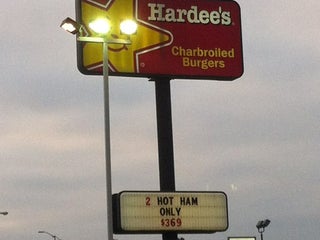 Hardee's
Charbroiled
Burgers
2 HOT HAM
ONLY
$369